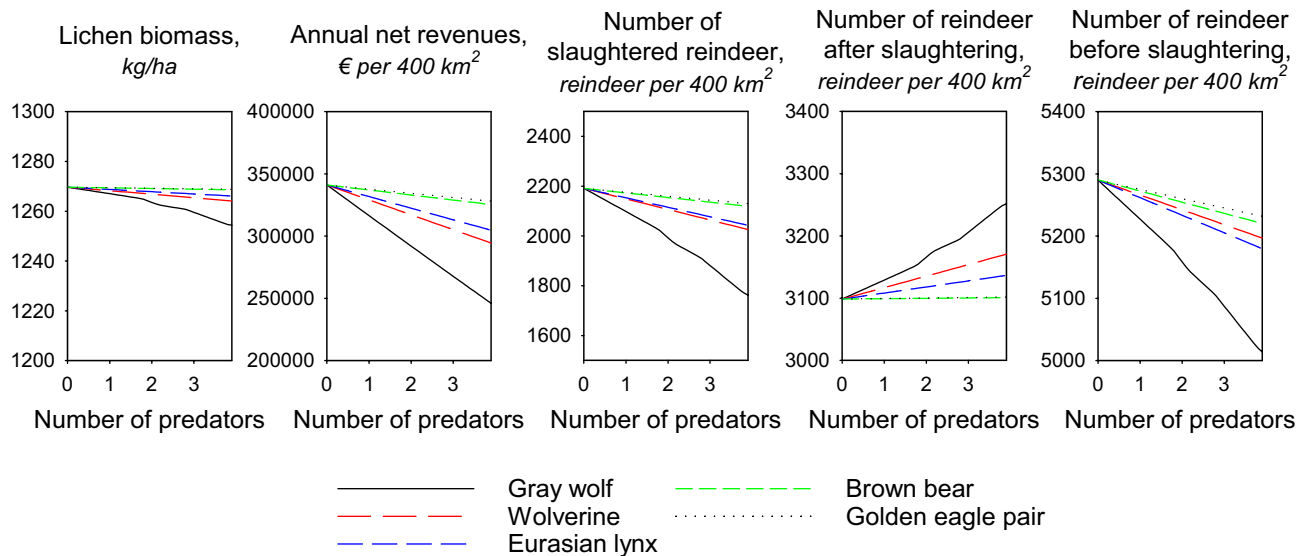 Lichen biomass,
kg/ha
Annual net revenues,
€ per 400 km²
Number of
slaughtered reindeer,
reindeer per 400 km²
Number of reindeer
after slaughtering,
reindeer per 400 km²
Number of reindeer
before slaughtering,
reindeer per 400 km²
1300
1280
1260
1240
1220
1200
0 1 2 3
Number of predators
400000
350000
300000
250000
200000
0 1 2 3
Number of predators
2400
2200
2000
1800
1600
0 1 2 3
Number of predators
3400
3300
3200
3100
3000
0 1 2 3
Number of predators
5400
5300
5200
5100
5000
0 1 2 3
Number of predators
Gray wolf
Wolverine
Eurasian lynx
Brown bear
Golden eagle pair